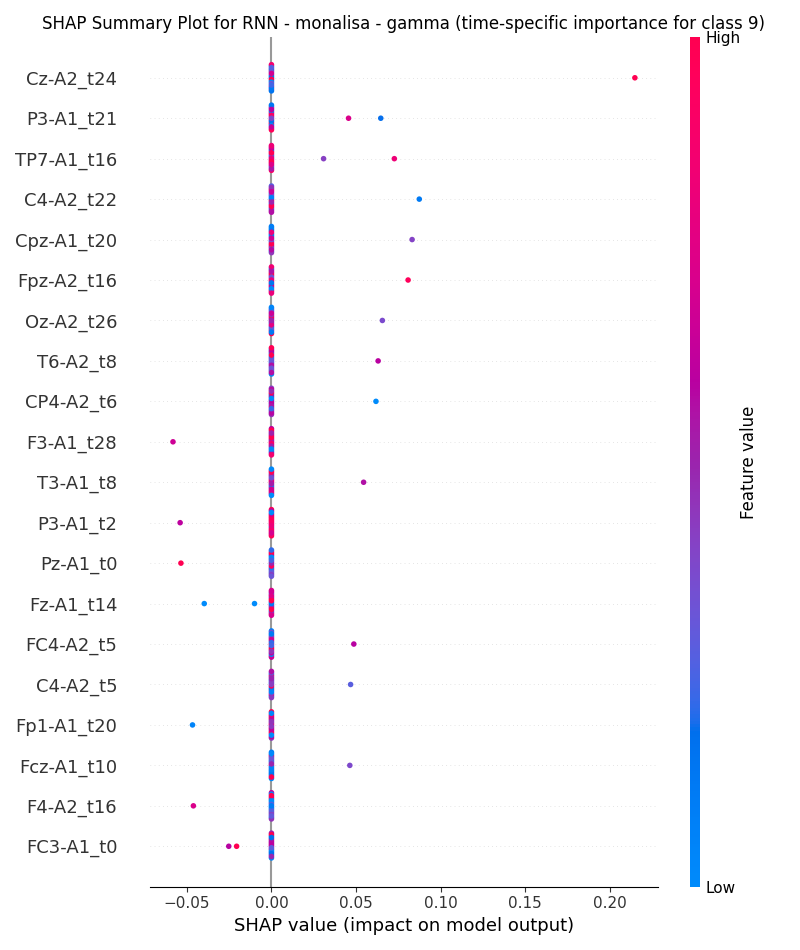 SHAP Summary Plot for RNN - monalisa - gamma (time-specific importance for class 9)
High
Cz-A2_t24
P3-A1_t21
TP7-A1_t16
C4-A2_t22
Cpz-A1_t20
Fpz-A2_t16
Oz-A2_t26
T6-A2_t8
CP4-A2_t6
F3-A1_t28
T3-A1_t8
P3-A1_t2
Pz-A1_t0
Fz-A1_t14
FC4-A2_t5
C4-A2_t5
Fp1-A1_t20
Fcz-A1_t10
F4-A2_t16
FC3-A1_t0
Feature value
Low
−0.05 0.00 0.05 0.10 0.15 0.20
SHAP value (impact on model output)